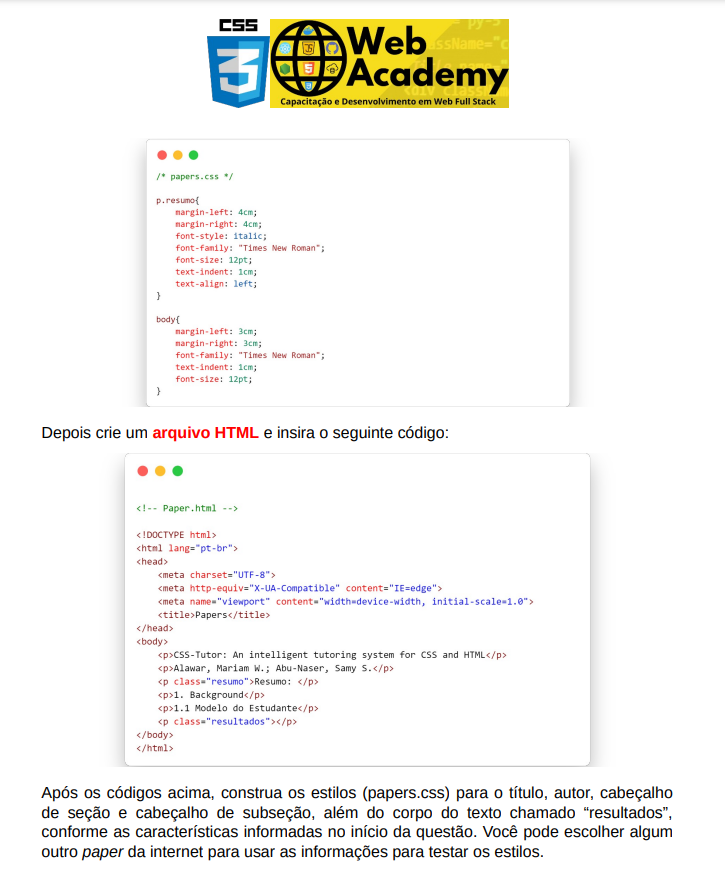 CSS
3
Web
Academy
Capacitação e Desenvolvimento em Web Full Stack
/* papers.css */
p.resumo{
margin-left: 4cm;
margin-right: 4cm;
font-style: italic;
font-family: "Times New Roman";
font-size: 12pt;
text-indent: 1cm;
text-align: left;
}
body{
margin-left: 3cm;
margin-right: 3cm;
font-family: "Times New Roman";
text-indent: 1cm;
font-size: 12pt;
}
Depois crie um arquivo HTML e insira o seguinte código:
<!-- Paper.html -->
<!DOCTYPE html>
<html lang="pt-br">
<head>
<meta charset="UTF-8">
<meta http-equiv="X-UA-Compatible" content="IE=edge">
<meta name="viewport" content="width=device-width, initial-scale=1.0">
<title>Papers</title>
</head>
<body>
<p>CSS-Tutor: An intelligent tutoring system for CSS and HTML</p>
<p>Alawar, Mariam W.; Abu-Naser, Samy S.</p>
<p class="resumo">Resumo: </p>
<p>1. Background</p>
<p>1.1 Modelo do Estudante</p>
<p class="resultados"></p>
</body>
</html>
Após os códigos acima, construa os estilos (papers.css) para o título, autor, cabeçalho
de seção e cabeçalho de subseção, além do corpo do texto chamado “resultados”,
conforme as características informadas no início da questão. Você pode escolher algum
outro paper da internet para usar as informações para testar os estilos.